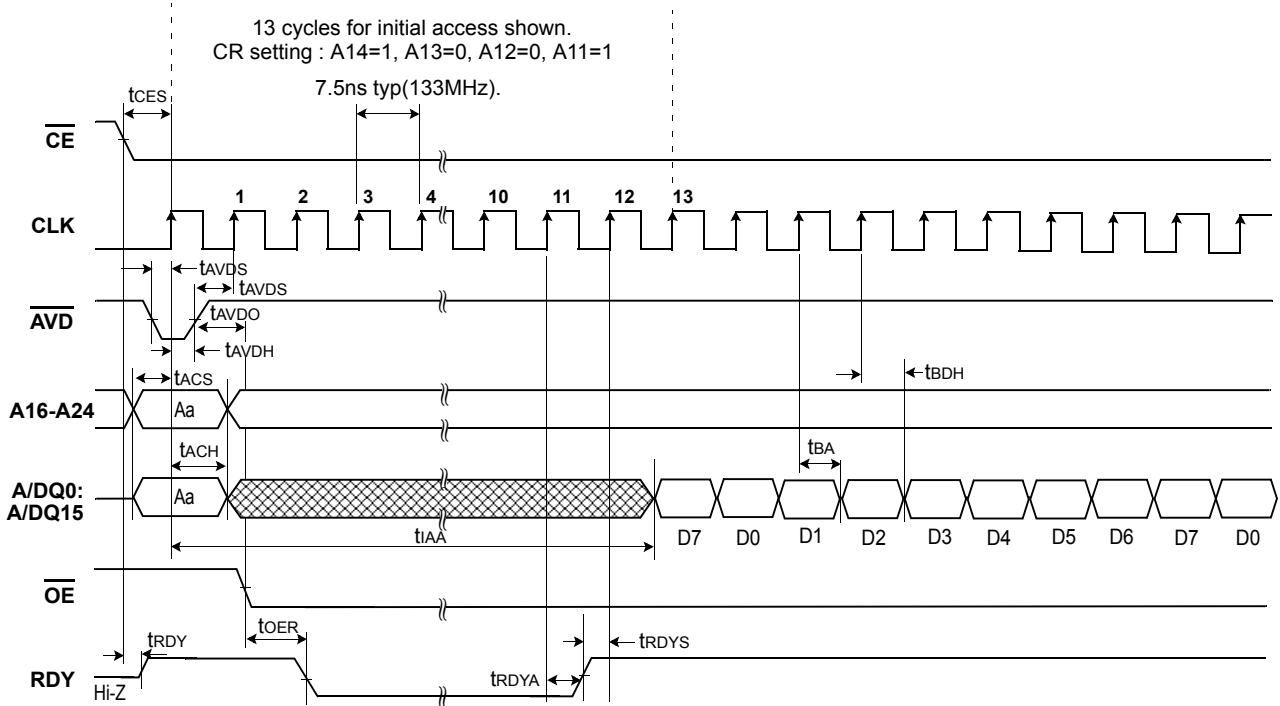 13 cycles for initial access shown.
CR setting : A14=1, A13=0, A12=0, A11=1
7.5ns typ(133MHz).
tCES
CE
1 2 3 4 10 11 12 13
CLK
tAVDS
tAVDS
AVD
tAVDO
tAVDH
tACS
tBDH
A16-A24
Aa
tACH
tBA
A/DQ0:
A/DQ15
Aa
tIAA
D7 D0 D1 D2 D3 D4 D5 D6 D7 D0
OE
tOER
tRDY
tRDYS
RDY
Hi-Z
tRDYA